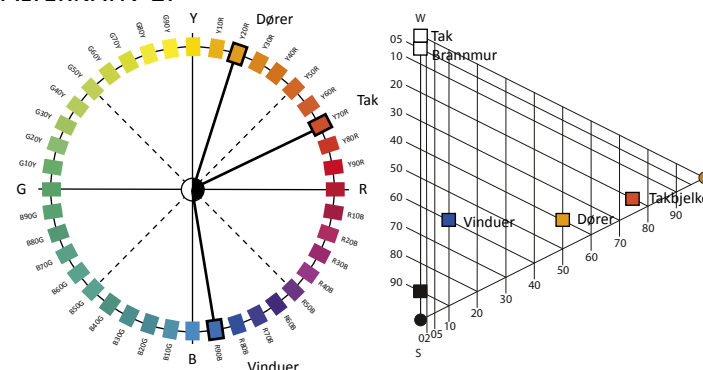 Y
Dører
G90Y
G80Y
G70Y
G60Y
G50Y
G40Y
G30Y
G20Y
G10Y
G
B90G
B80G
B70G
B60G
B50G
B40G
B30G
B20G
B10G
B
Y10R
Y20R
Y30R
Y40R
Y50R
Y60R
Tak
Y70R
Y80R
Y90R
R
R10B
R20B
R30B
R40B
R50B
R60B
R70B
R80B
R90B
Vinduer
W
05
10
20
30
40
50
60
70
80
90
S
Tak
Brannmur
Vinduer
Dører
Takbjelke
02
05
10
20
30
40
50
60
70
80
90